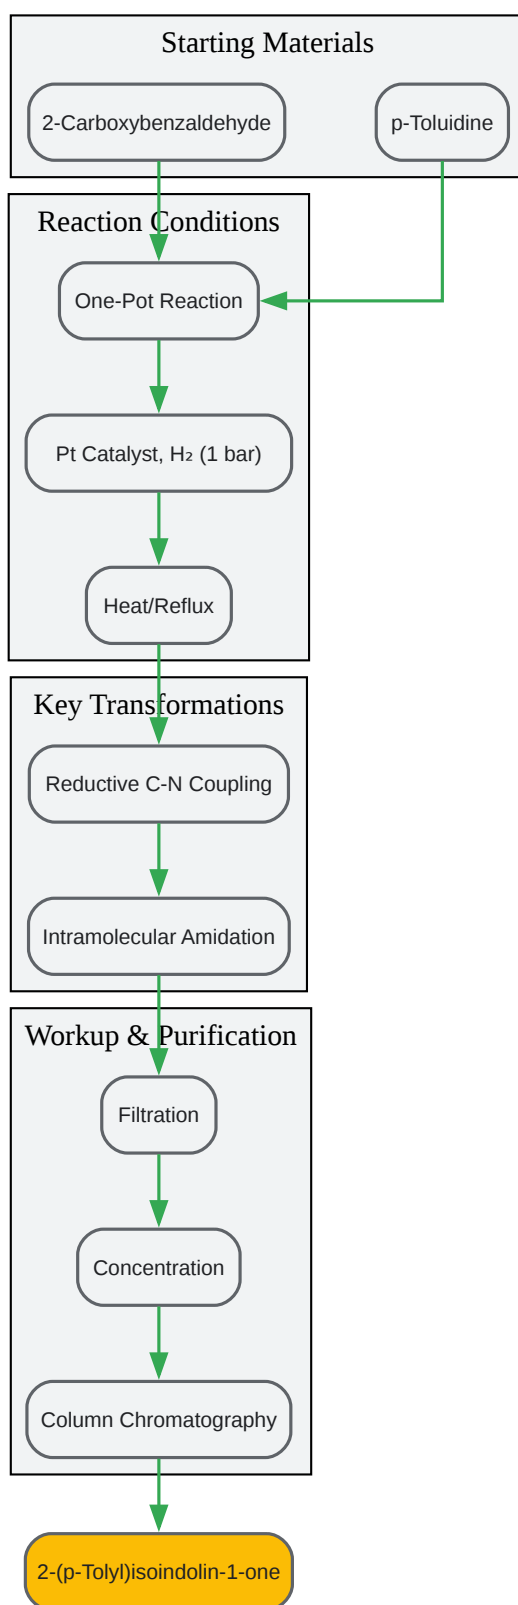 Starting Materials
2-Carboxybenzaldehyde
p-Toluidine
Reaction Conditions
One-Pot Reaction
Pt Catalyst, H₂ (1 bar)
Heat/Reflux
Key Transformations
Reductive C-N Coupling
Intramolecular Amidation
Workup & Purification
Filtration
Concentration
Column Chromatography
2-(p-Tolyl)isoindolin-1-one